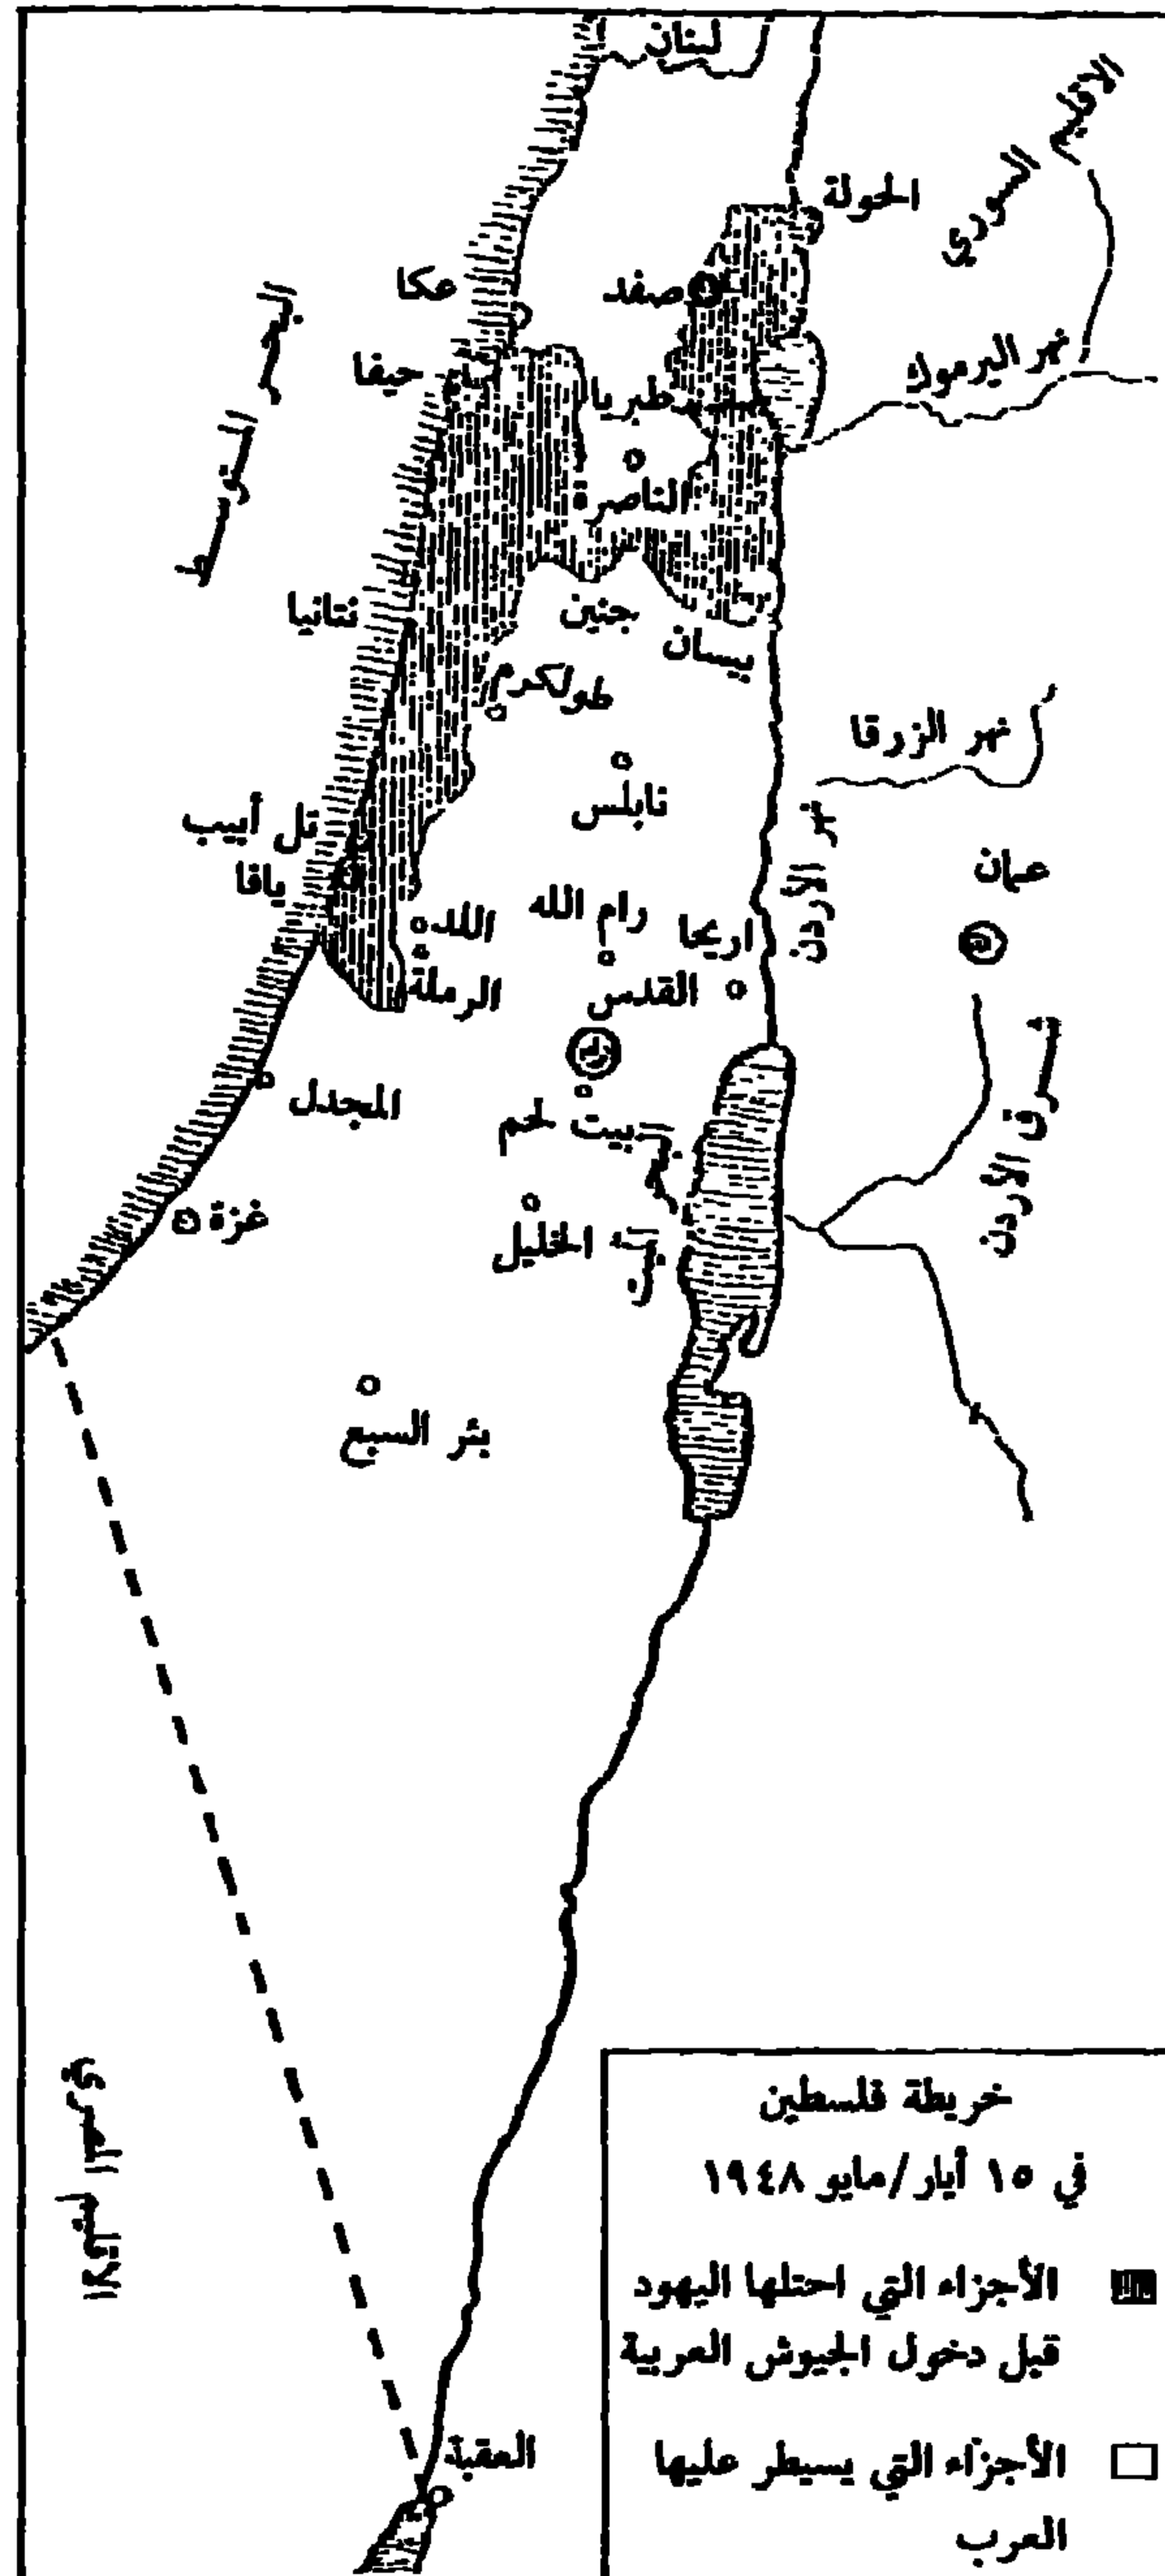 لبنان
الاقليم السوري
الحولة
عكا
صفد
البحر المتوسط
حيفا
طبريا
نهر اليرموك
الناصرة
نتانيا
جنين
بيسان
طولكرم
نهر الزرقا
نابلس
تل أبيب
نهر الأردن
عمان
يافا
اللد
رام الله
اريحا
الرملة
القدس
شرق الأردن
المجدل
بيت لحم
غزة
الخليل
بئر السبع
العقبة
خريطة فلسطين
في ١٥ أيار/مايو ١٩٤٨
الأجزاء التي احتلها اليهود
قبل دخول الجيوش العربية
الأجزاء التي يسيطر عليها
العرب